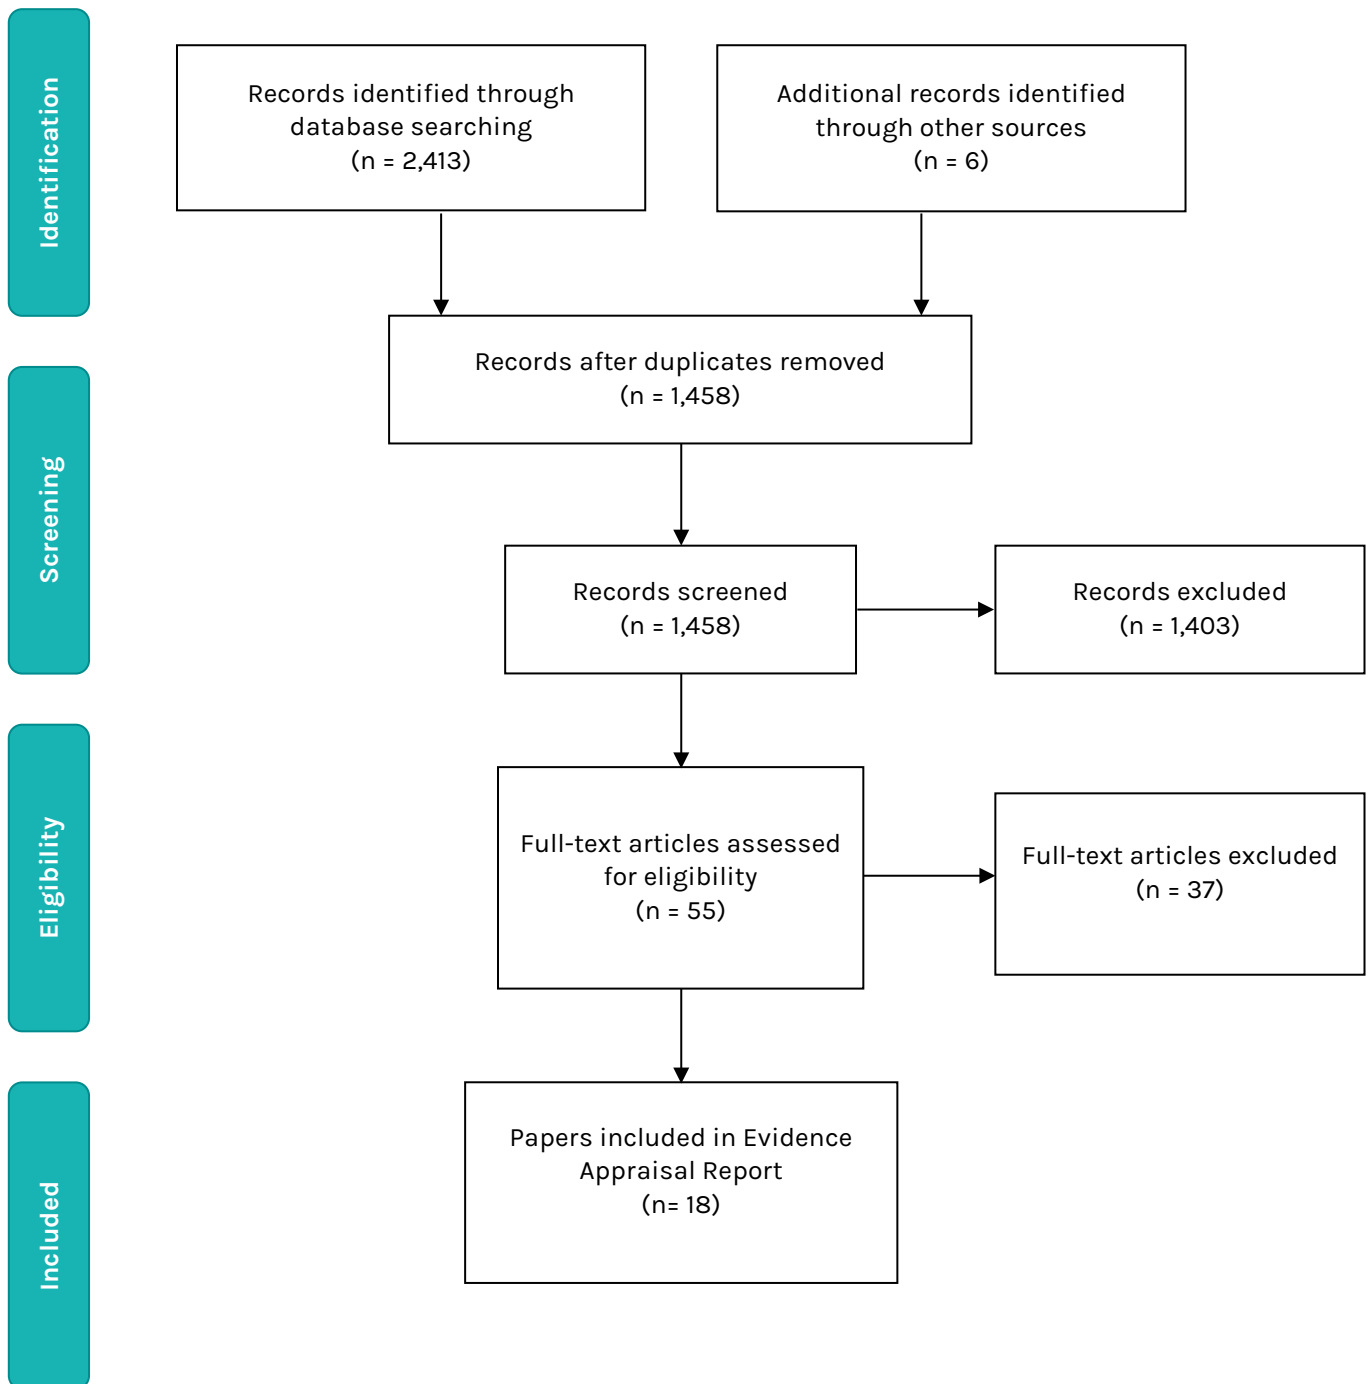 Identification
Records identified through
database searching
(n = 2,413)
Additional records identified
through other sources
(n = 6)
Records after duplicates removed
(n = 1,458)
Screening
Records screened
(n = 1,458)
Records excluded
(n = 1,403)
Eligibility
Full-text articles assessed
for eligibility
(n = 55)
Full-text articles excluded
(n = 37)
Included
Papers included in Evidence
Appraisal Report
(n= 18)